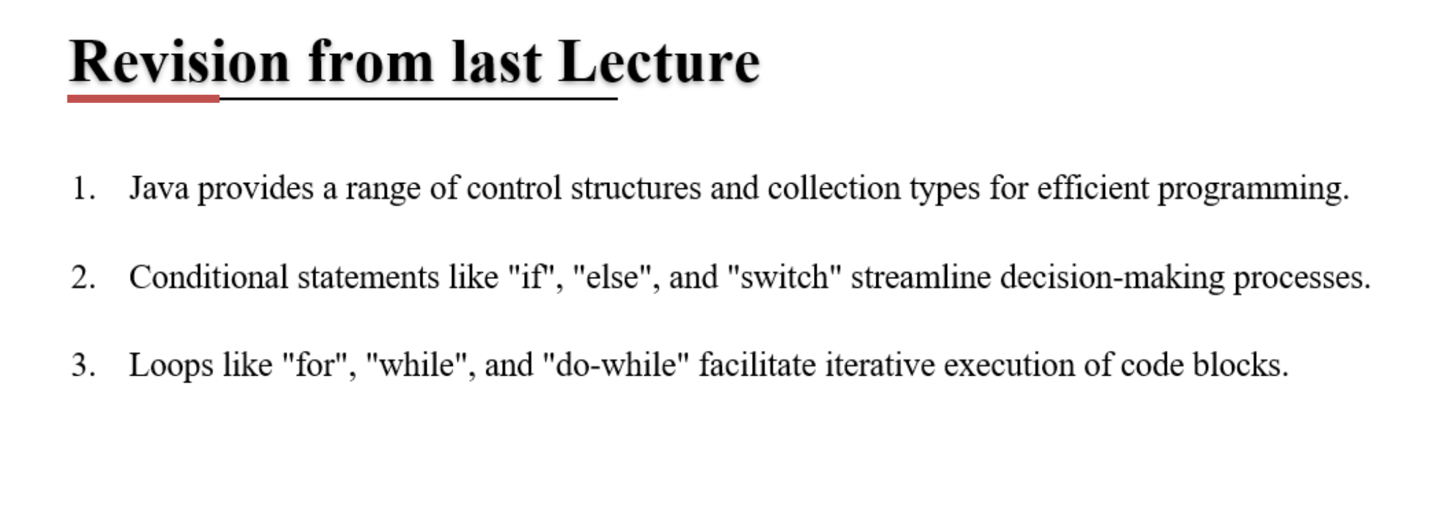 Revision from last Lecture
1. Java provides a range of control structures and collection types for efficient programming.
2. Conditional statements like "if", "else", and "switch" streamline decision-making processes.
3. Loops like "for", "while", and "do-while" facilitate iterative execution of code blocks.